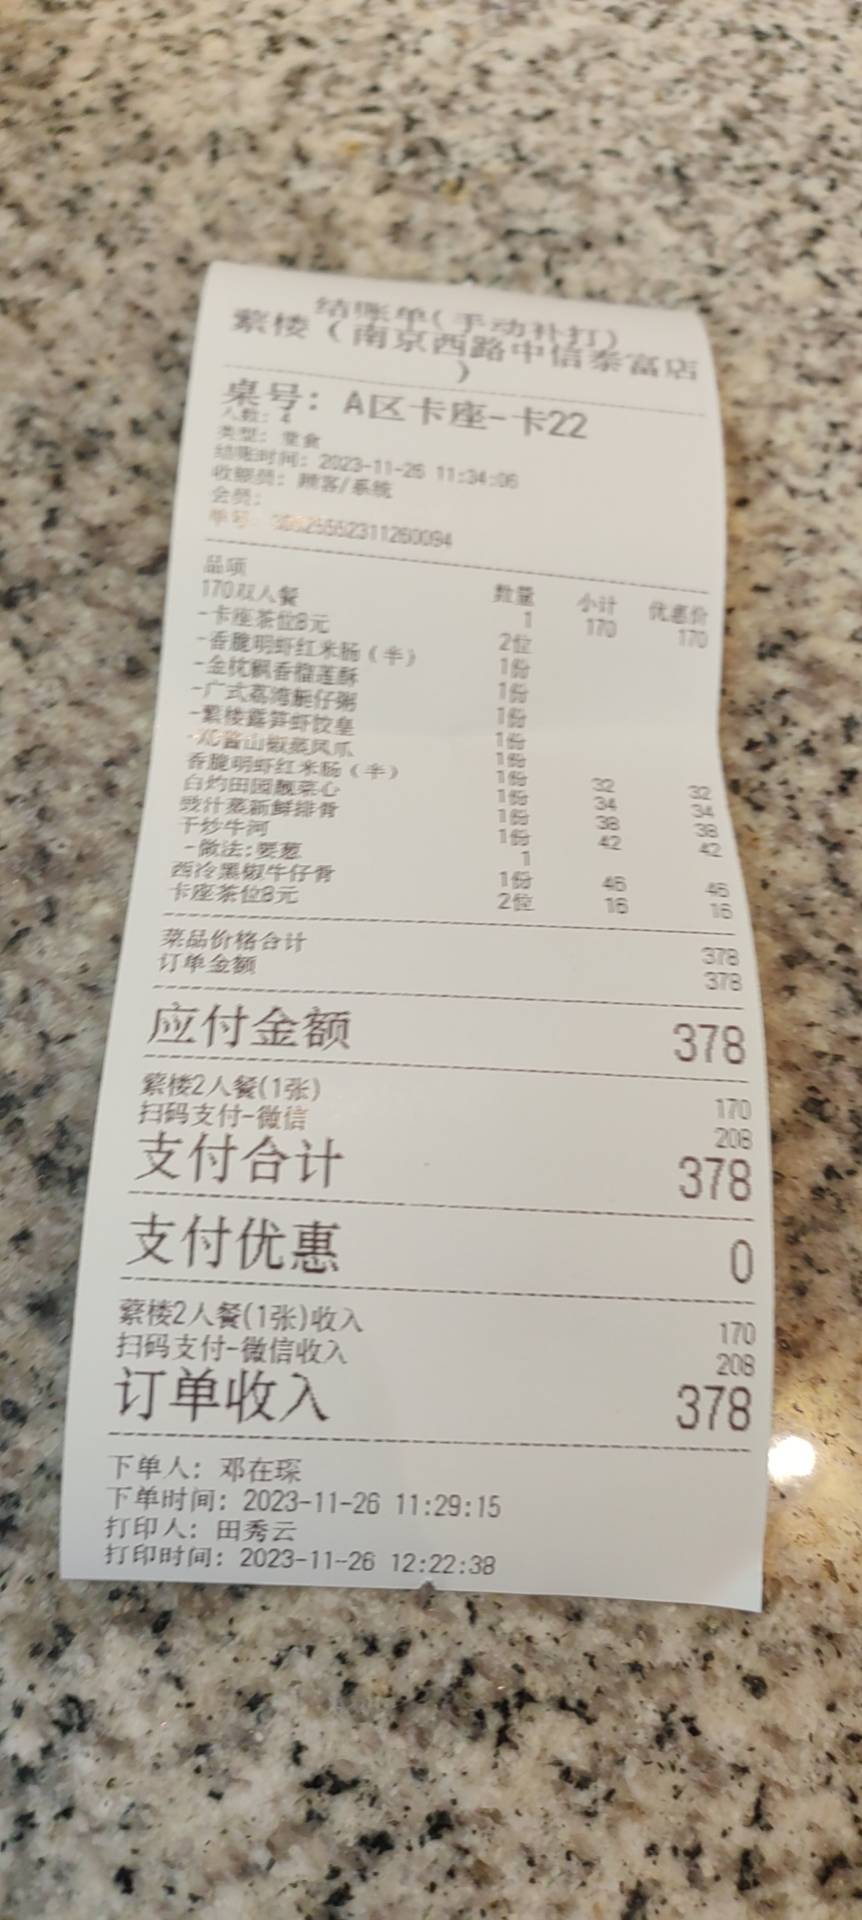 结账单(手动补打)
紫楼（南京西路中信泰富店
）
桌号: A区卡座-卡22
人数: 4
类型: 堂食
结账时间: 2023-11-26 11:34:06
收银员: 顾客/系统
会员:
单号:
品项 数量 小计 优惠价
170双人餐 1 170 170
-卡座茶位8元 2位
-香脆明虾红米肠（半） 1份
-金枕飘香榴莲酥 1份
-广式荔湾艇仔粥 1份
-紫楼露笋虾饺皇 1份
山椒蒸凤爪 1份
香脆明虾红米肠（半） 1份 32 32
白灼田园靓菜心 1份 34 34
豉汁蒸新鲜排骨 1份 38 38
干炒牛河 1份 42 42
-做法:要葱 1
西冷黑椒牛仔骨 1份 46 46
卡座茶位8元 2位 16 16
菜品价格合计 378
订单金额 378
应付金额 378
紫楼2人餐(1张) 170
扫码支付-微信 208
支付合计 378
支付优惠 0
紫楼2人餐(1张)收入 170
扫码支付-微信收入 208
订单收入 378
下单人: 邓在琛
下单时间: 2023-11-26 11:29:15
打印人: 田秀云
打印时间: 2023-11-26 12:22:38